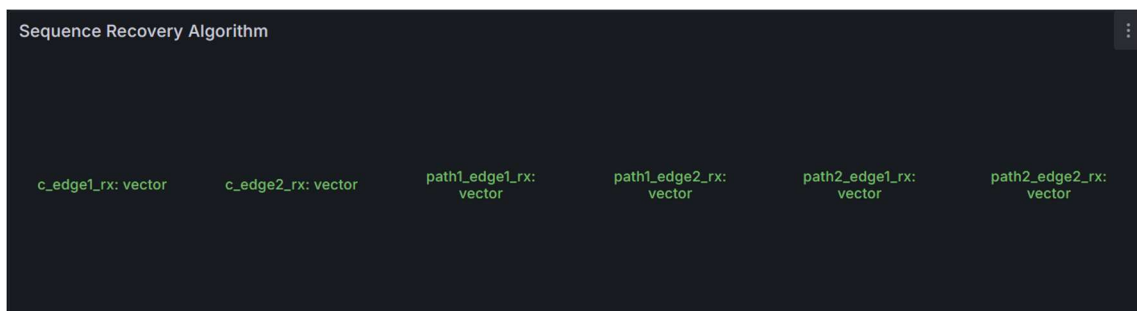 Sequence Recovery Algorithm
c_edge1_rx: vector
c_edge2_rx: vector
path1_edge1_rx:
vector
path1_edge2_rx:
vector
path2_edge1_rx:
vector
path2_edge2_rx:
vector